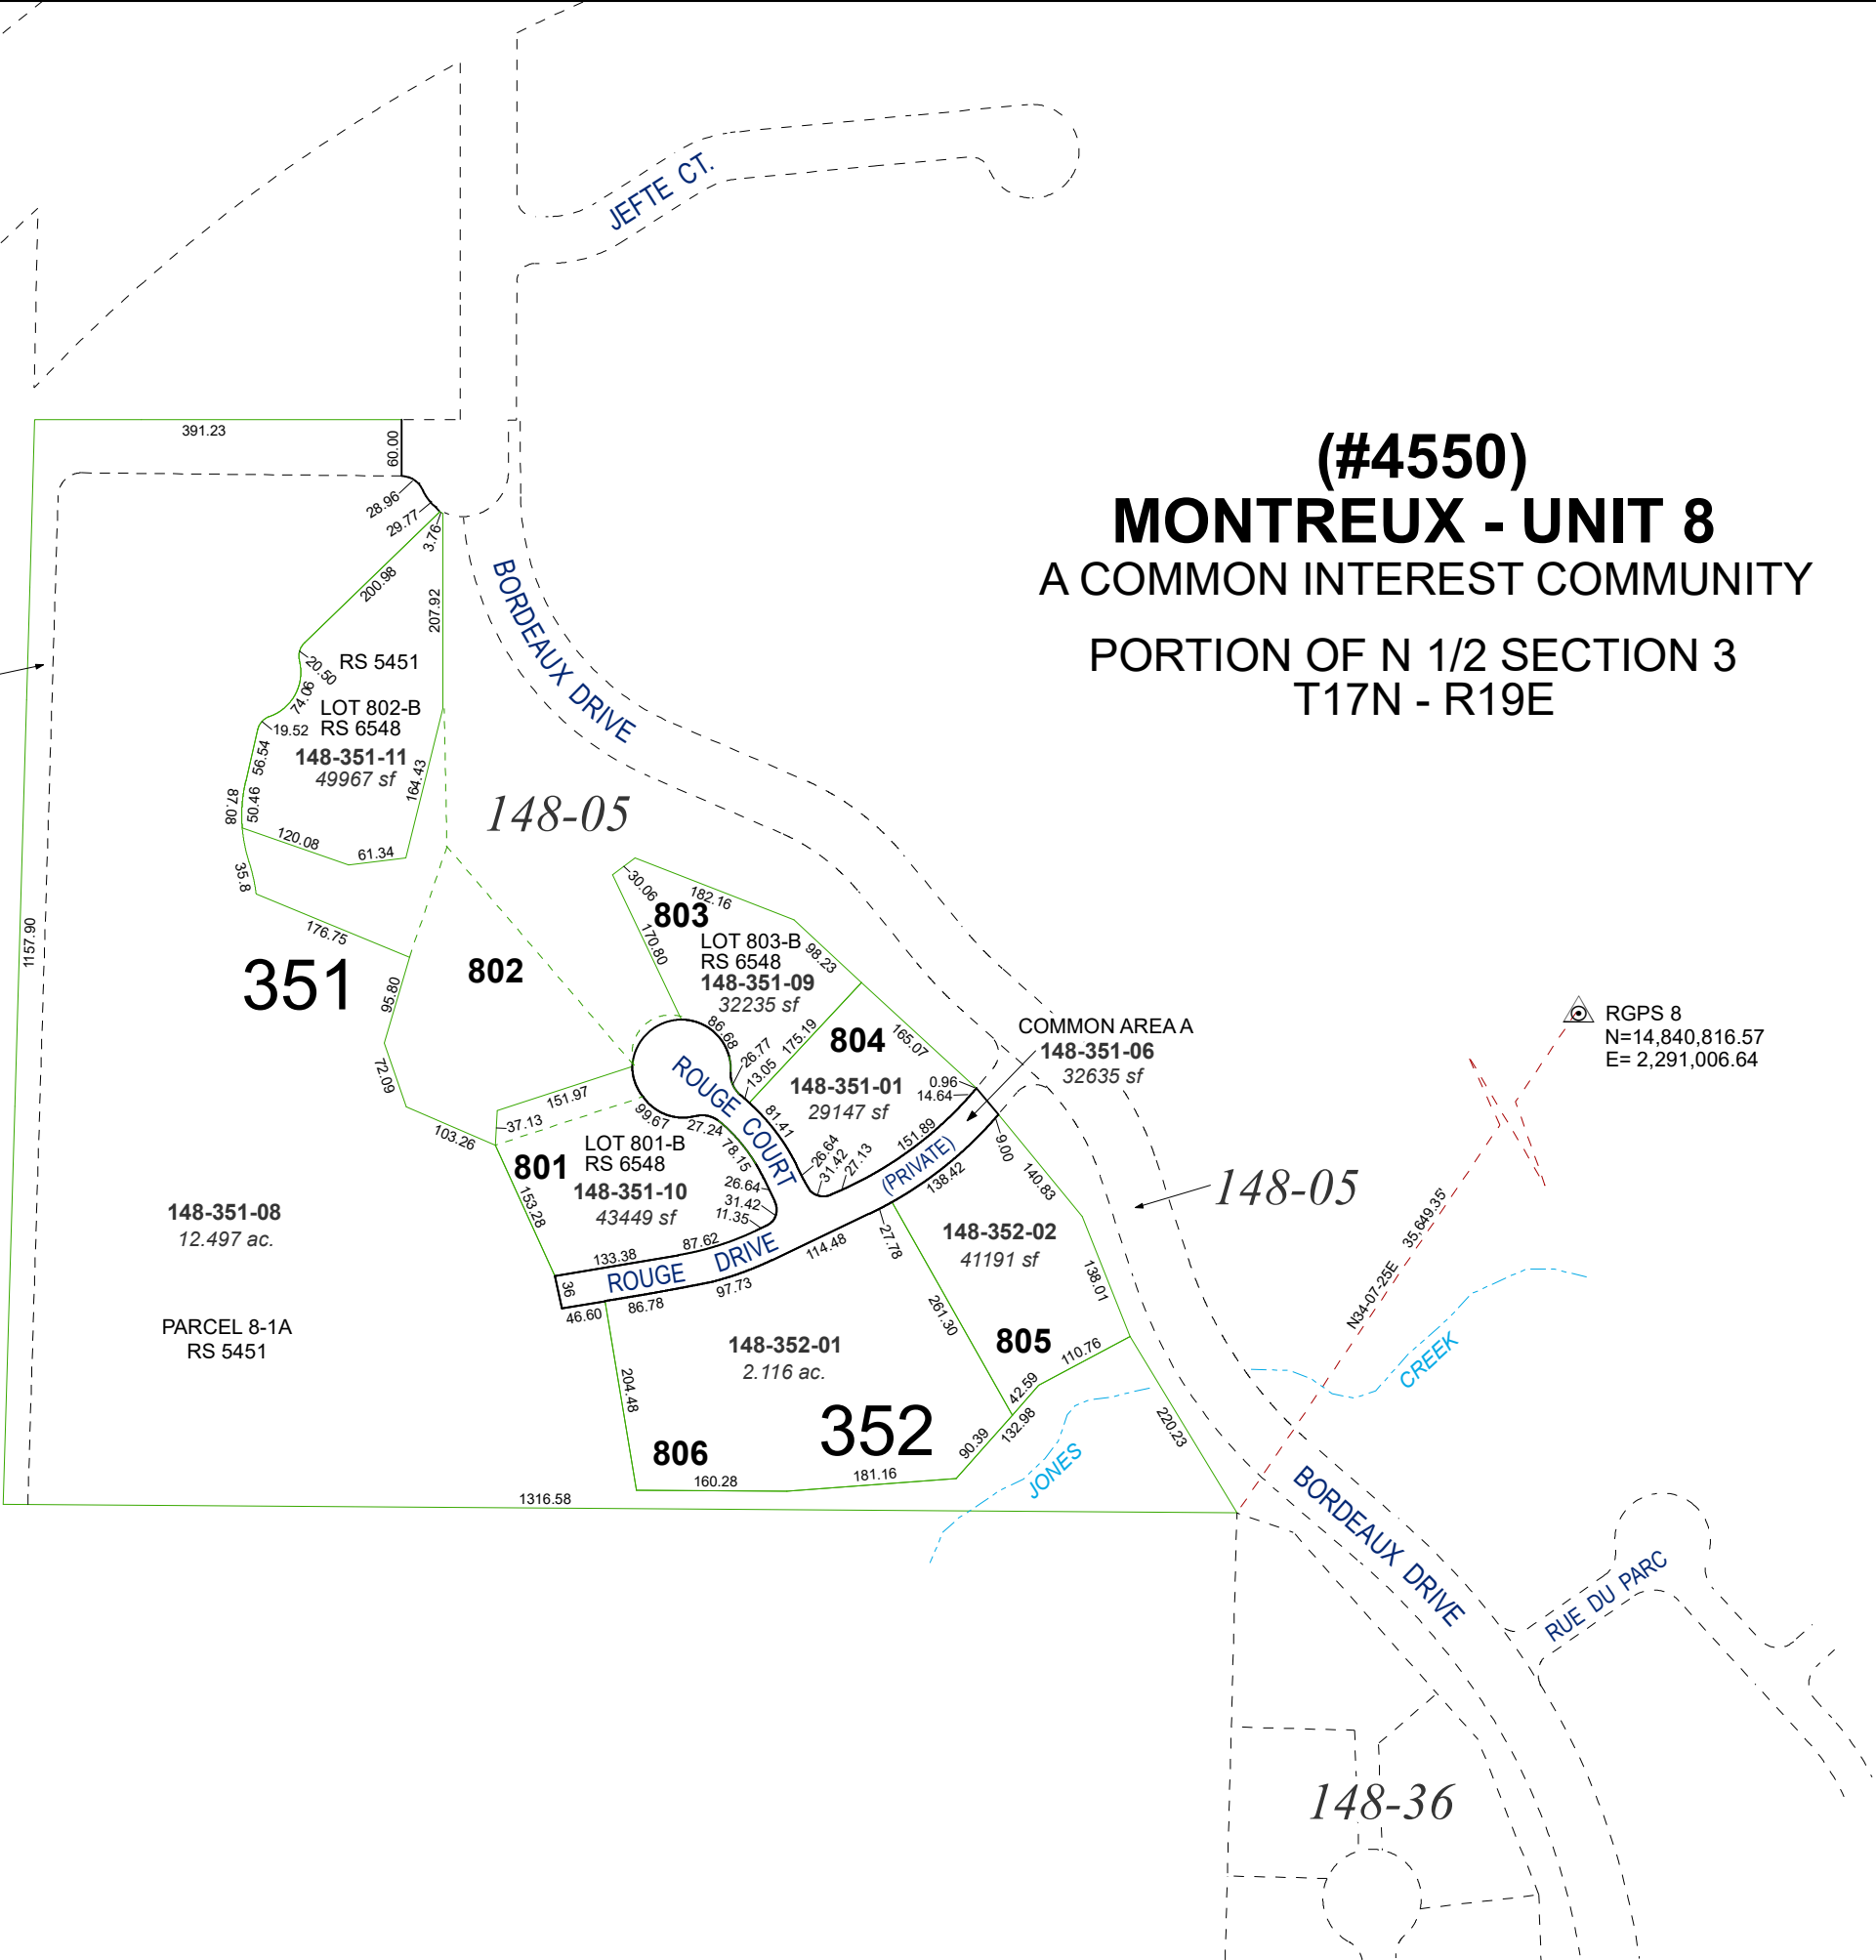 JEFTE CT.
391.23
60.00
28.96
29.77
3.76
200.98
207.92
BORDEAUX DRIVE
(#4550)
MONTREUX - UNIT 8
A COMMON INTEREST COMMUNITY
PORTION OF N 1/2 SECTION 3
T17N - R19E
20.50
RS 5451
74.06
LOT 802-B
RS 6548
19.52
148-351-11
49967 sf
56.54
50.46
87.08
164.43
120.08
61.34
35.8
148-05
1157.90
176.75
351
802
95.80
72.09
103.26
30.06
182.16
803
170.80
LOT 803-B
RS 6548
148-351-09
32235 sf
98.23
86.68
26.77
13.05
175.19
804
165.07
148-351-01
29147 sf
0.96
14.64
COMMON AREA A
148-351-06
32635 sf
RGPS 8
N=14,840,816.57
E= 2,291,006.64
ROUGE COURT
151.97
37.13
99.67
27.24
78.15
81.41
26.64
31.42
27.13
151.89
(PRIVATE)
138.42
9.00
140.83
LOT 801-B
RS 6548
801
148-351-10
43449 sf
153.28
26.64
31.42
11.35
87.62
133.38
36
ROUGE DRIVE
46.60
86.78
97.73
114.48
27.78
148-351-08
12.497 ac.
PARCEL 8-1A
RS 5451
148-352-02
41191 sf
148-05
138.01
261.30
805
110.76
42.59
132.98
90.39
148-352-01
2.116 ac.
204.48
352
806
160.28
181.16
1316.58
220.23
N34-07-25E 35,649.35'
JONES
CREEK
BORDEAUX DRIVE
RUE DU PARC
148-36